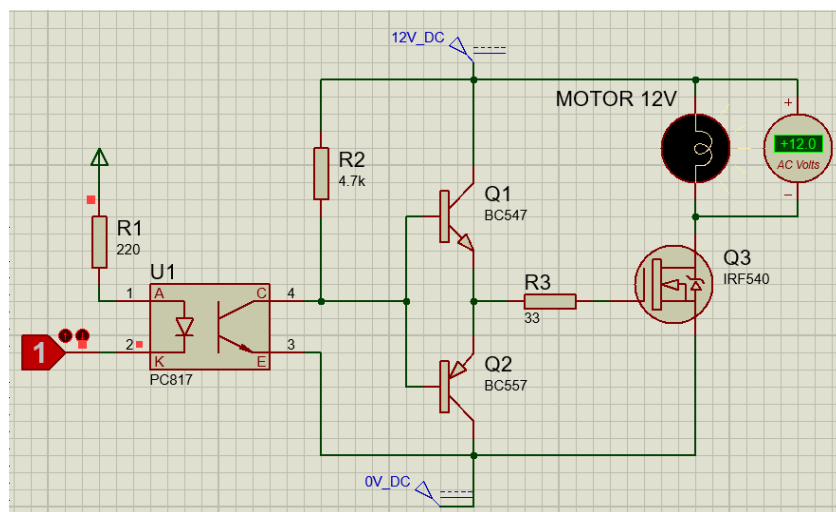 12V_DC
MOTOR 12V
+
+12.0
AC Volts
−
R2
4.7k
Q1
BC547
R1
220
U1
Q3
IRF540
R3
33
1
A
C
4
1
2
K
E
3
PC817
Q2
BC557
0V_DC